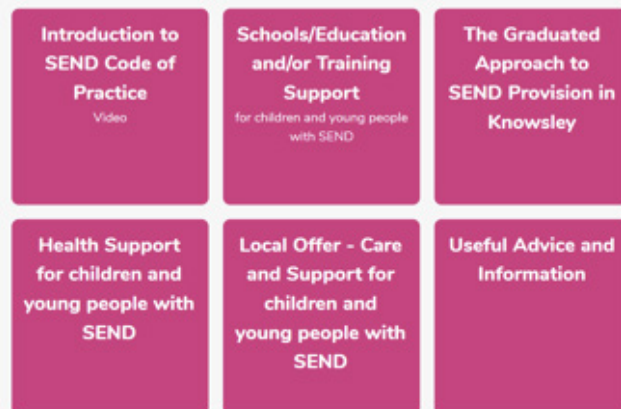 Introduction to
SEND Code of
Practice
Video
Schools/Education
and/or Training
Support
for children and young people
with SEND
The Graduated
Approach to
SEND Provision in
Knowsley
Health Support
for children and
young people with
SEND
Local Offer - Care
and Support for
children and
young people with
SEND
Useful Advice and
Information